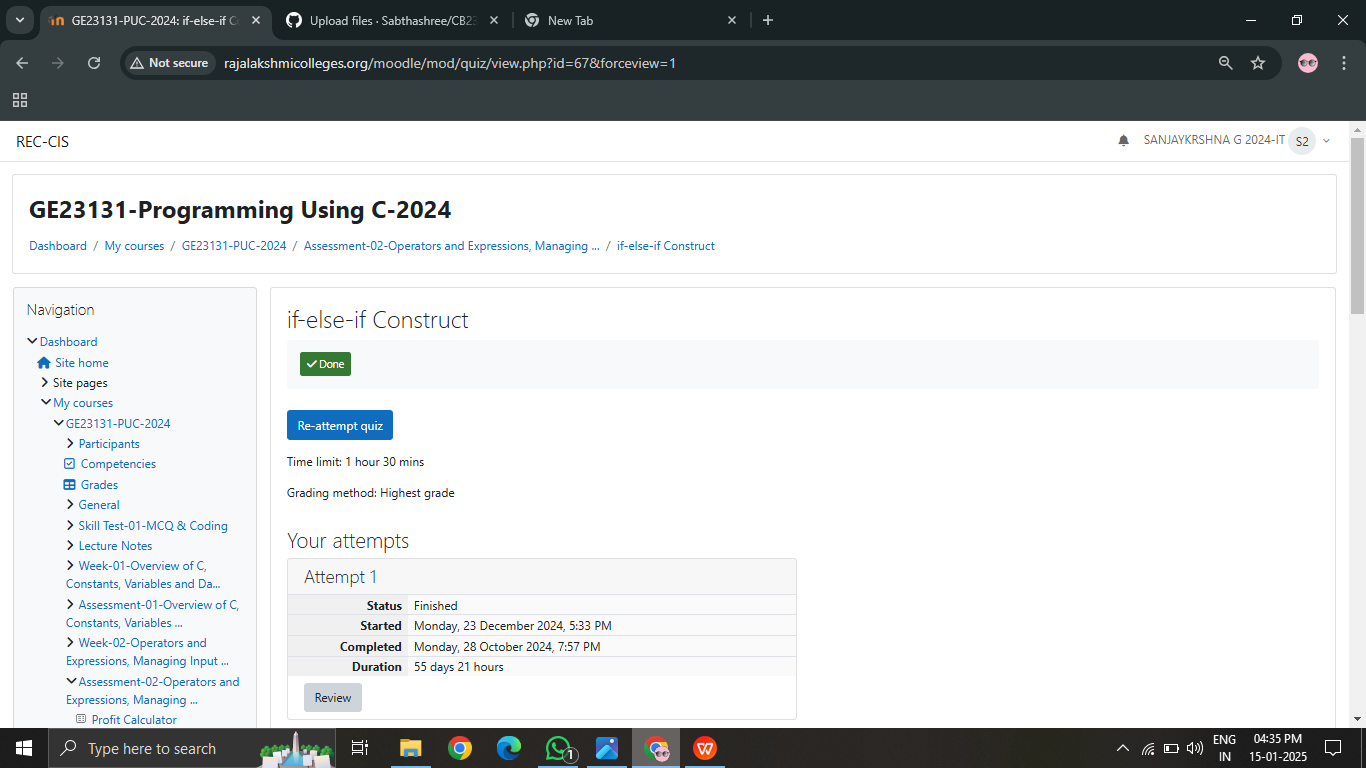 GE23131-PUC-2024: if-else-if C
Upload files · Sabthashree/CB23
New Tab
Not secure
rajalakshmicolleges.org/moodle/mod/quiz/view.php?id=67&forceview=1
REC-CIS
SANJAYKRSHNA G 2024-IT
S2
GE23131-Programming Using C-2024
Dashboard / My courses / GE23131-PUC-2024 / Assessment-02-Operators and Expressions, Managing ... / if-else-if Construct
Navigation
Dashboard
Site home
Site pages
My courses
GE23131-PUC-2024
Participants
Competencies
Grades
General
Skill Test-01-MCQ & Coding
Lecture Notes
Week-01-Overview of C,
Constants, Variables and Da...
Assessment-01-Overview of C,
Constants, Variables ...
Week-02-Operators and
Expressions, Managing Input ...
Assessment-02-Operators and
Expressions, Managing ...
Profit Calculator
if-else-if Construct
Done
Re-attempt quiz
Time limit: 1 hour 30 mins
Grading method: Highest grade
Your attempts
Attempt 1
Status Finished
Started Monday, 23 December 2024, 5:33 PM
Completed Monday, 28 October 2024, 7:57 PM
Duration 55 days 21 hours
Review
Type here to search
1
W
ENG
IN
04:35 PM
15-01-2025